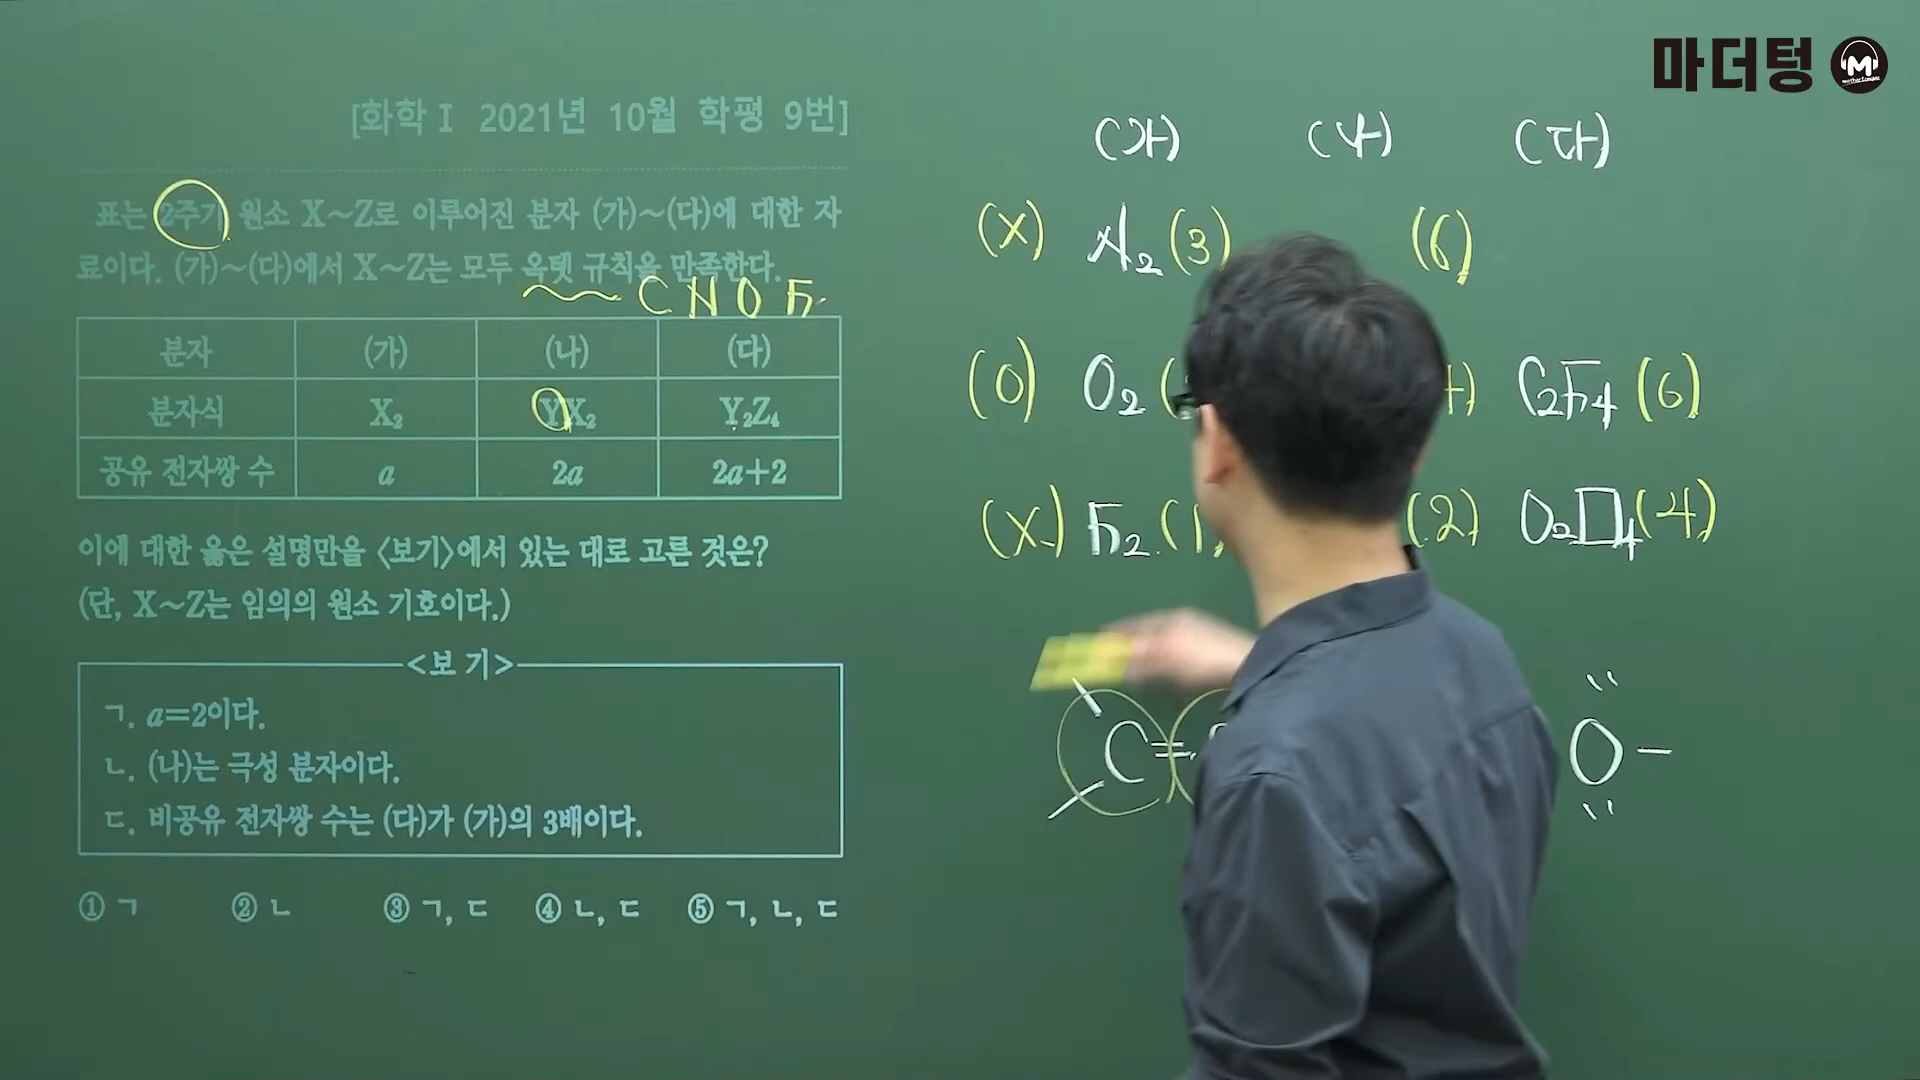 마더텅
[화학 I 2021년 10월 학평 9번]
표는 2주기 원소 X~Z로 이루어진 분자 (가)~(다)에 대한 자
료이다. (가)~(다)에서 X~Z는 모두 옥텟 규칙을 만족한다.
C N O F
분자 (가) (나) (다)
분자식 X₂ YX₂ Y₂Z₄
공유 전자쌍 수 a 2a 2a+2
이에 대한 옳은 설명만을 <보기>에서 있는 대로 고른 것은?
(단, X~Z는 임의의 원소 기호이다.)
<보 기>
ㄱ. a=2이다.
ㄴ. (나)는 극성 분자이다.
ㄷ. 비공유 전자쌍 수는 (다)가 (가)의 3배이다.
① ㄱ ② ㄴ ③ ㄱ, ㄷ ④ ㄴ, ㄷ ⑤ ㄱ, ㄴ, ㄷ
(가) (나) (다)
(X) N₂ (3) (6)
(O) O₂ C₂F₄ (6)
(X) F₂ (1) (2) O₂□₄ (4)
C= O-